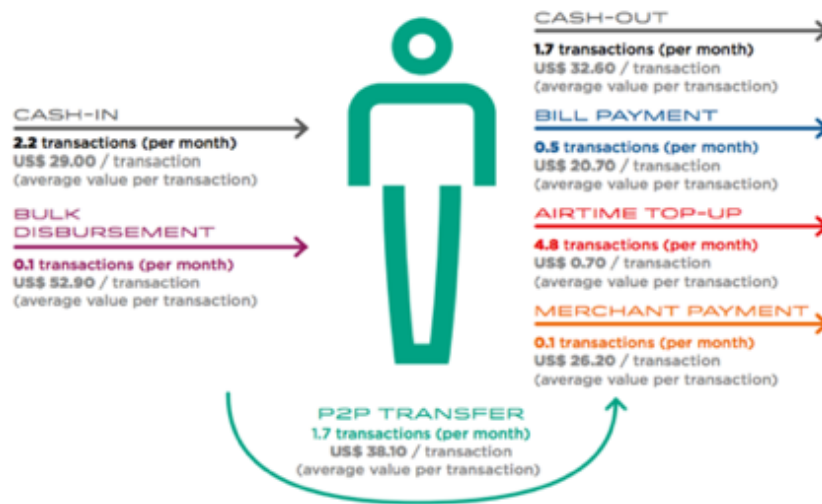 CASH-IN
2.2 transactions (per month)
US$ 29.00 / transaction
(average value per transaction)
BULK
DISBURSEMENT
0.1 transactions (per month)
US$ 52.90 / transaction
(average value per transaction)
CASH-OUT
1.7 transactions (per month)
US$ 32.60 / transaction
(average value per transaction)
BILL PAYMENT
0.5 transactions (per month)
US$ 20.70 / transaction
(average value per transaction)
AIRTIME TOP-UP
4.8 transactions (per month)
US$ 0.70 / transaction
(average value per transaction)
MERCHANT PAYMENT
0.1 transactions (per month)
US$ 26.20 / transaction
(average value per transaction)
P2P TRANSFER
1.7 transactions (per month)
US$ 38.10 / transaction
(average value per transaction)